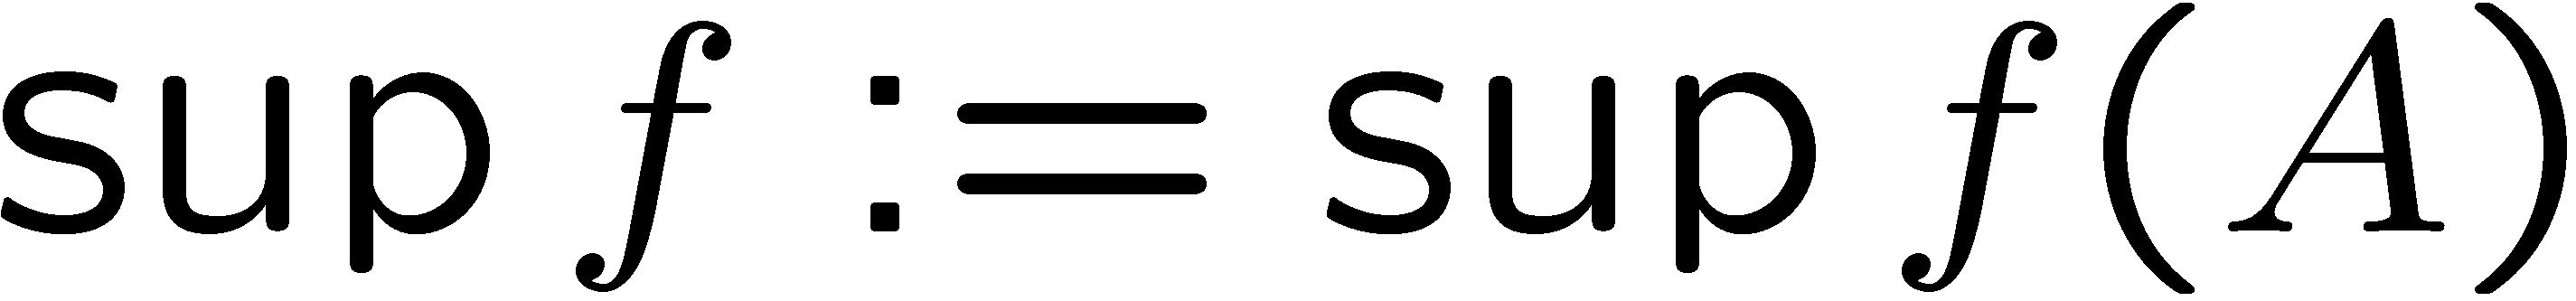 sup f := sup f(A)